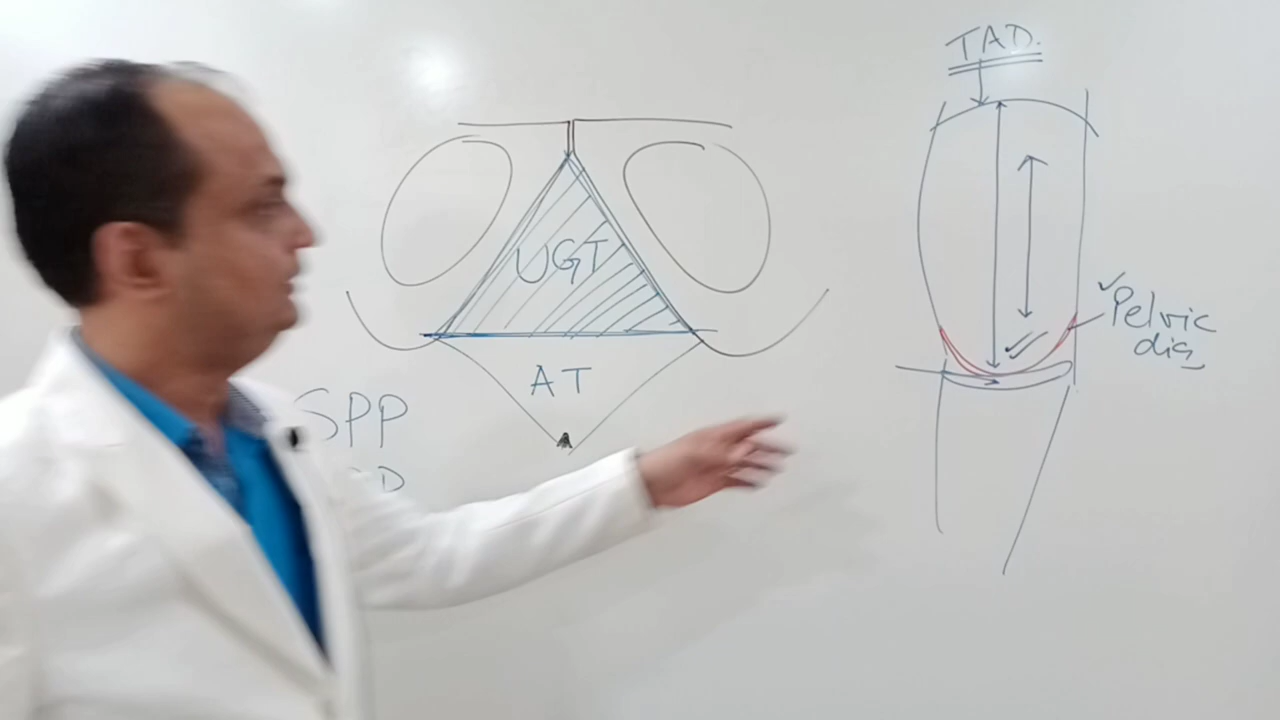 TAD.
UGT
AT
SPP
Pelvic
dia